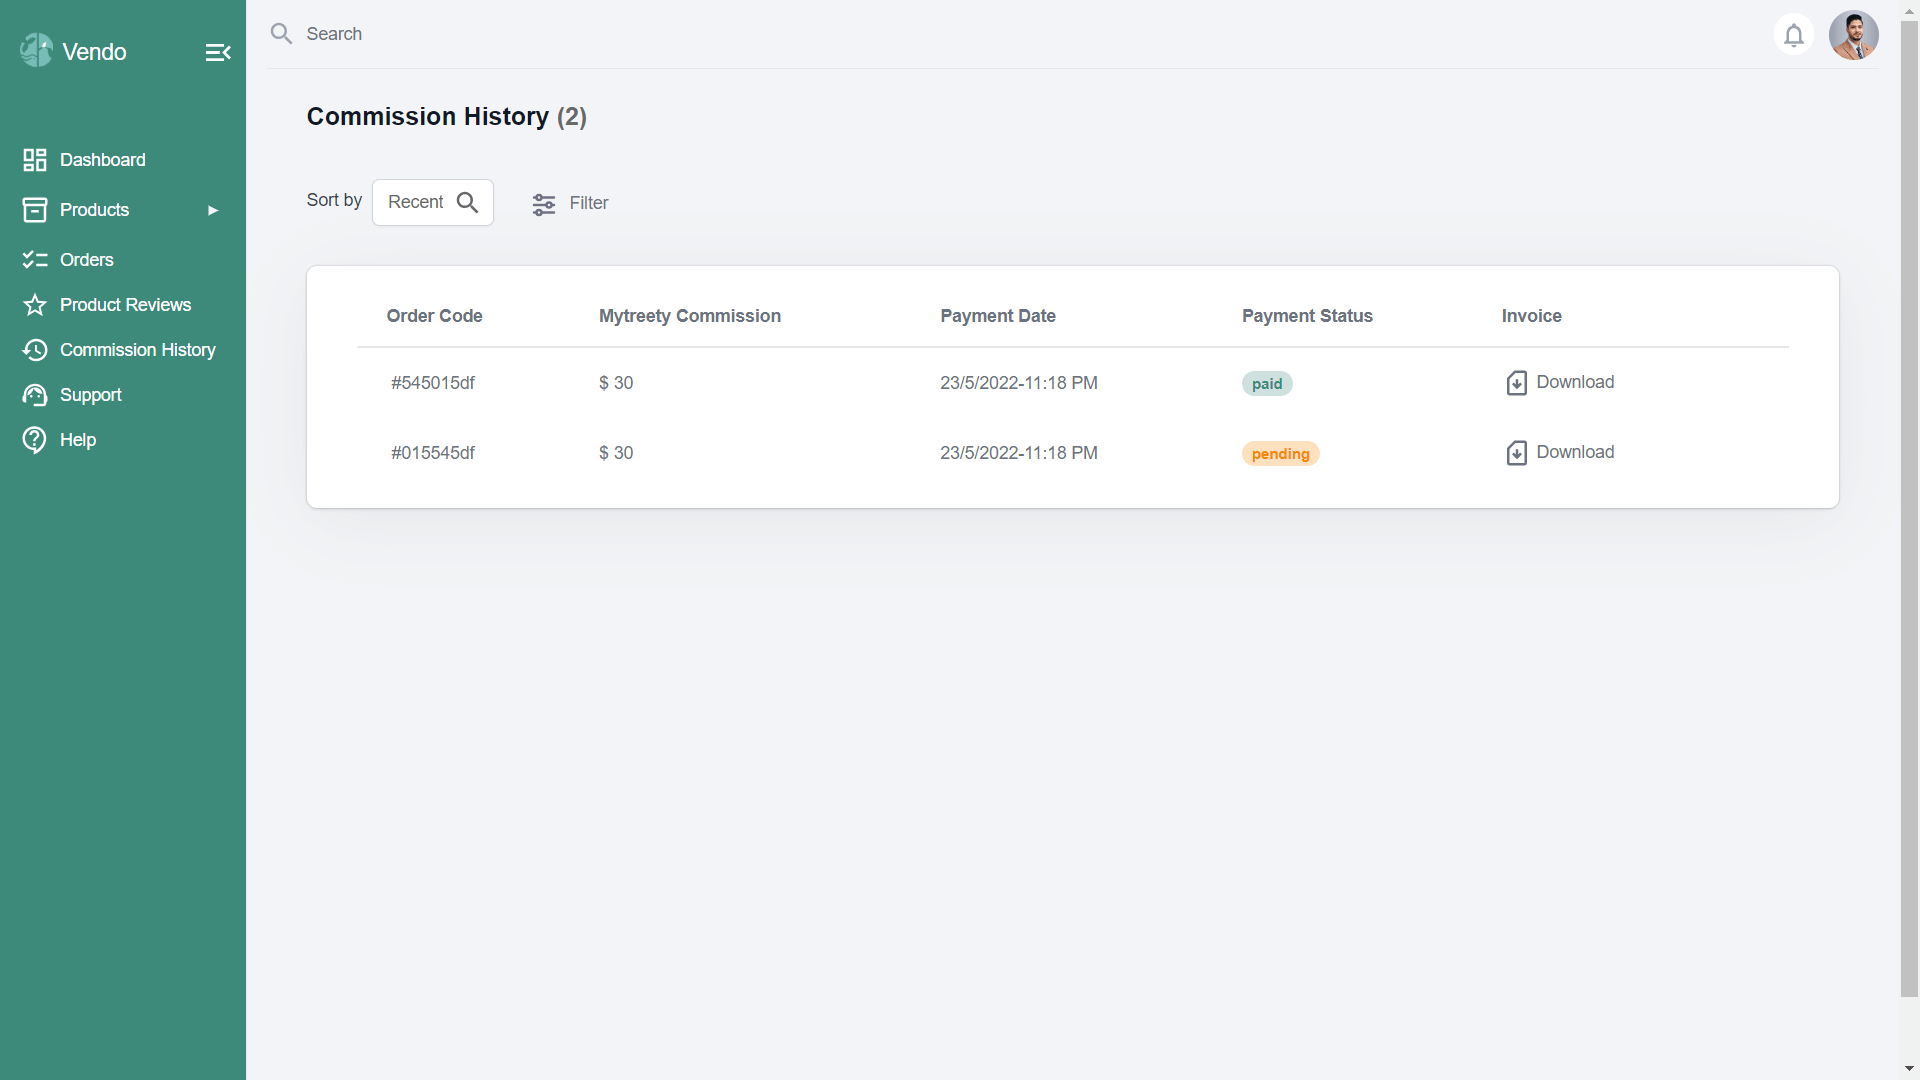 Vendo
Search
Dashboard
Products
Orders
Product Reviews
Commission History
Support
Help
Commission History (2)
Sort by Recent Filter
Order Code Mytreety Commission Payment Date Payment Status Invoice
#545015df $ 30 23/5/2022-11:18 PM paid Download
#015545df $ 30 23/5/2022-11:18 PM pending Download